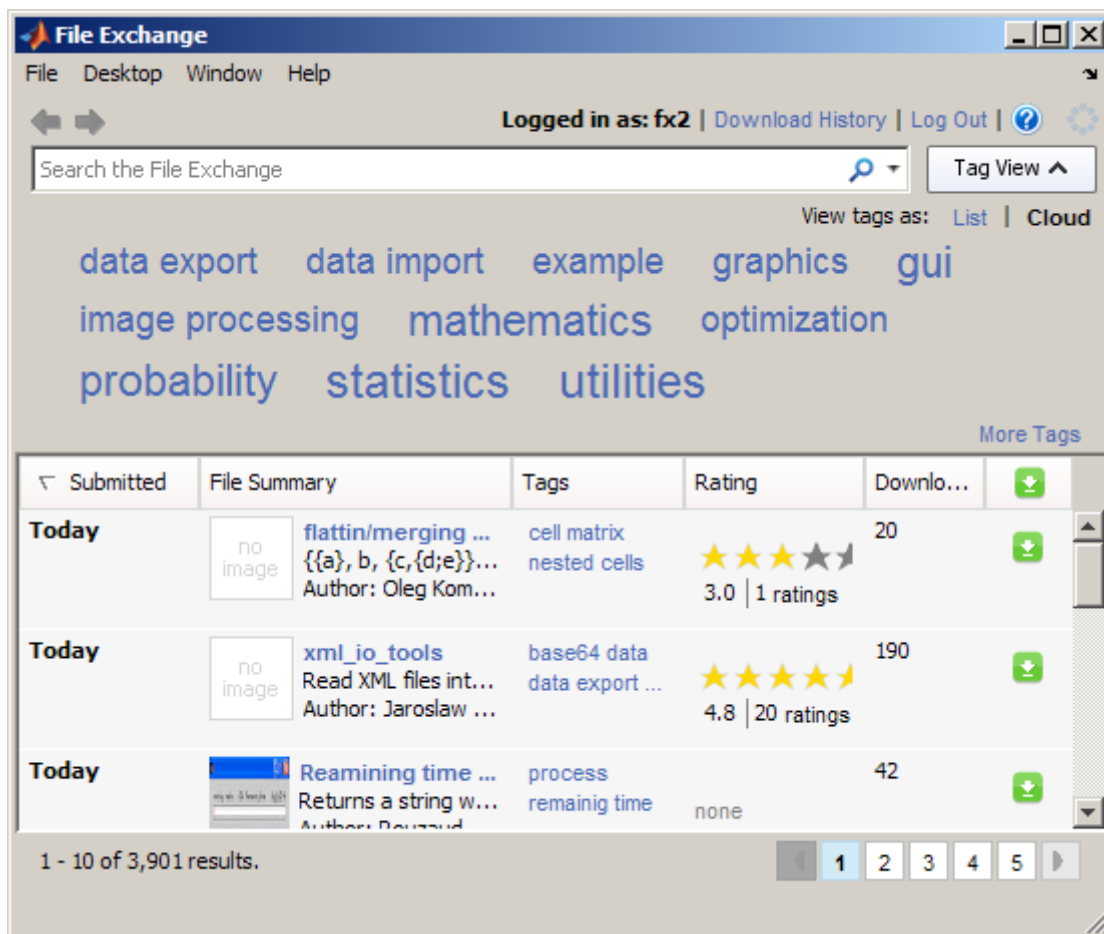 File Exchange
File Desktop Window Help
Logged in as: fx2 | Download History | Log Out |
Search the File Exchange
Tag View
View tags as: List | Cloud
data export data import example graphics gui
image processing mathematics optimization
probability statistics utilities
More Tags
Submitted File Summary Tags Rating Downlo...
Today no image flattin/merging ... cell matrix 20
{{a}, b, {c,{d;e}}... nested cells
Author: Oleg Kom... 3.0 | 1 ratings
Today no image xml_io_tools base64 data 190
Read XML files int... data export ...
Author: Jaroslaw ... 4.8 | 20 ratings
Today Reamining time ... process 42
Returns a string w... remainig time none
Author: Rouzaud
1 - 10 of 3,901 results. 1 2 3 4 5